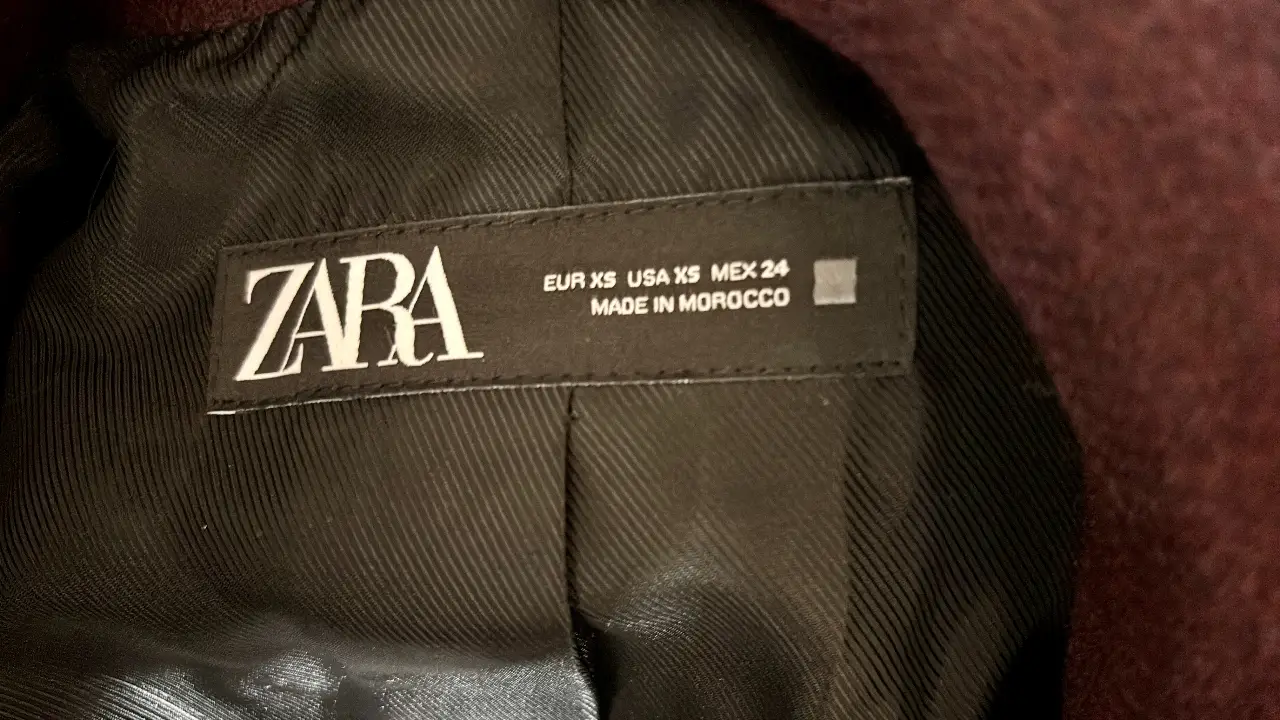 ZARA
EUR XS USA XS MEX 24
MADE IN MOROCCO